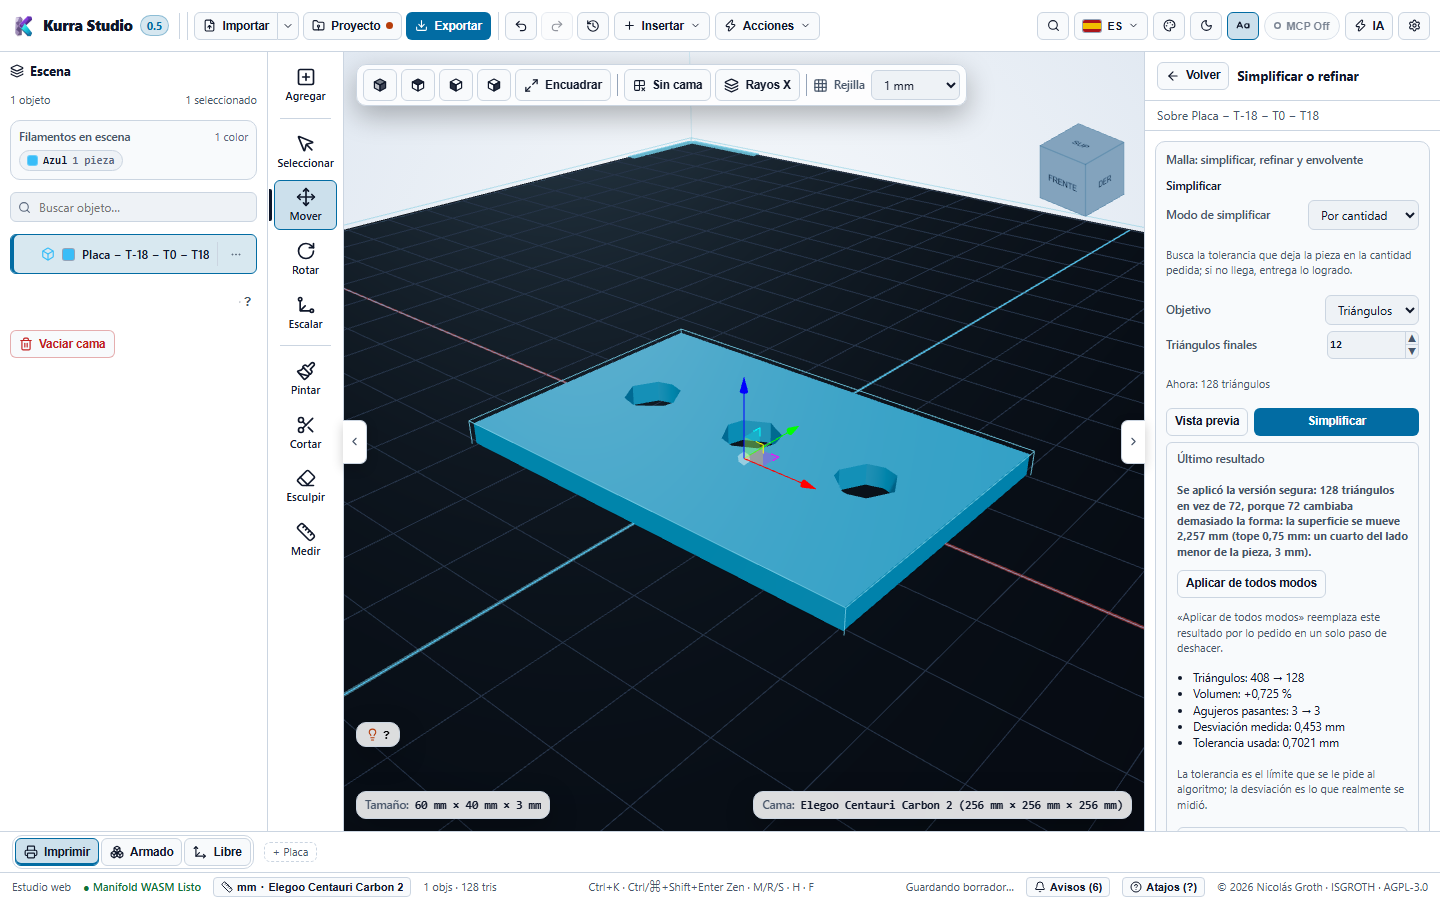 Kurra Studio 0.5
Importar
Proyecto
Exportar
Insertar
Acciones
ES
MCP Off
IA
Escena
1 objeto
1 seleccionado
Filamentos en escena
1 color
Azul 1 pieza
Buscar objeto...
Placa – T-18 – T0 – T18
?
Vaciar cama
Agregar
Seleccionar
Mover
Rotar
Escalar
Pintar
Cortar
Esculpir
Medir
Encuadrar
Sin cama
Rayos X
Rejilla
1 mm
SUP
FRENTE
DER
?
Tamaño: 60 mm × 40 mm × 3 mm
Cama: Elegoo Centauri Carbon 2 (256 mm × 256 mm × 256 mm)
Volver
Simplificar o refinar
Sobre Placa – T-18 – T0 – T18
Malla: simplificar, refinar y envolvente
Simplificar
Modo de simplificar
Por cantidad
Busca la tolerancia que deja la pieza en la cantidad
pedida; si no llega, entrega lo logrado.
Objetivo
Triángulos
Triángulos finales
12
Ahora: 128 triángulos
Vista previa
Simplificar
Último resultado
Se aplicó la versión segura: 128 triángulos
en vez de 72, porque 72 cambiaba
demasiado la forma: la superficie se mueve
2,257 mm (tope 0,75 mm: un cuarto del lado
menor de la pieza, 3 mm).
Aplicar de todos modos
«Aplicar de todos modos» reemplaza este
resultado por lo pedido en un solo paso de
deshacer.
• Triángulos: 408 → 128
• Volumen: +0,725 %
• Agujeros pasantes: 3 → 3
• Desviación medida: 0,453 mm
• Tolerancia usada: 0,7021 mm
La tolerancia es el límite que se le pide al
algoritmo; la desviación es lo que realmente se
midió.
Imprimir
Armado
Libre
+ Placa
Estudio web
● Manifold WASM Listo
mm · Elegoo Centauri Carbon 2
1 objs · 128 tris
Ctrl+K · Ctrl/⌘+Shift+Enter Zen · M/R/S · H · F
Guardando borrador...
Avisos (6)
Atajos (?)
© 2026 Nicolás Groth · ISGROTH · AGPL-3.0